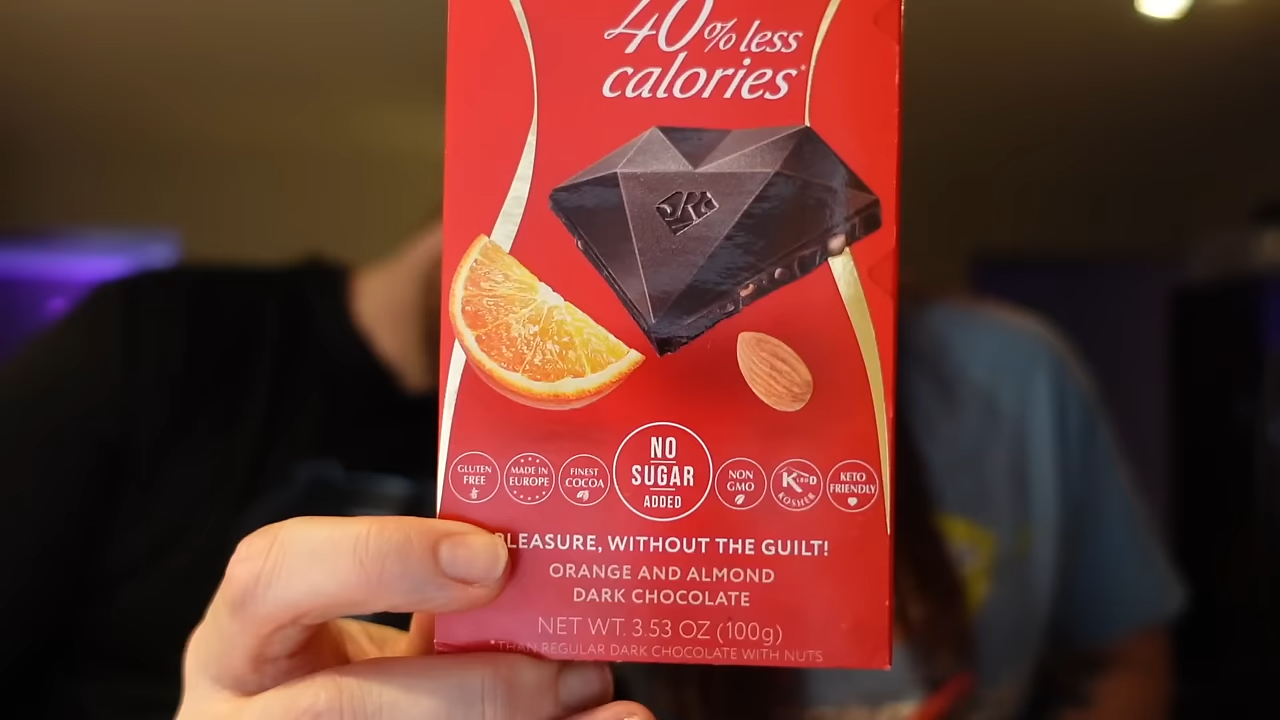 40% less
calories*
NO
SUGAR
ADDED
GLUTEN
FREE
MADE IN
EUROPE
FINEST
COCOA
NON
GMO
KOSHER
KETO
FRIENDLY
PLEASURE, WITHOUT THE GUILT!
ORANGE AND ALMOND
DARK CHOCOLATE
NET WT. 3.53 OZ (100g)
*THAN REGULAR DARK CHOCOLATE WITH NUTS